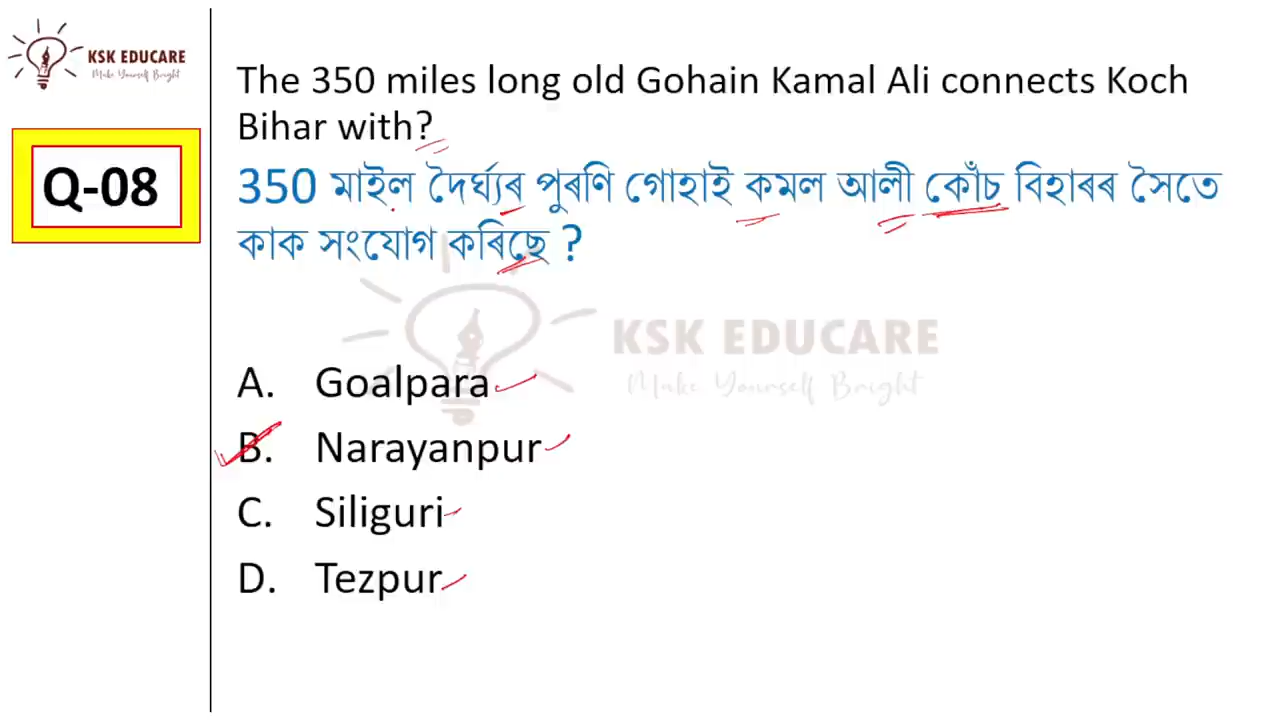 KSK EDUCARE
Make Yourself Bright
Q-08
The 350 miles long old Gohain Kamal Ali connects Koch
Bihar with?
350 মাইল দৈৰ্ঘ্যৰ পুৰণি গোহাই কমল আলী কোঁচ বিহাৰৰ সৈতে
কাক সংযোগ কৰিছে ?
KSK EDUCARE
Make Yourself Bright
A. Goalpara
B. Narayanpur
C. Siliguri
D. Tezpur